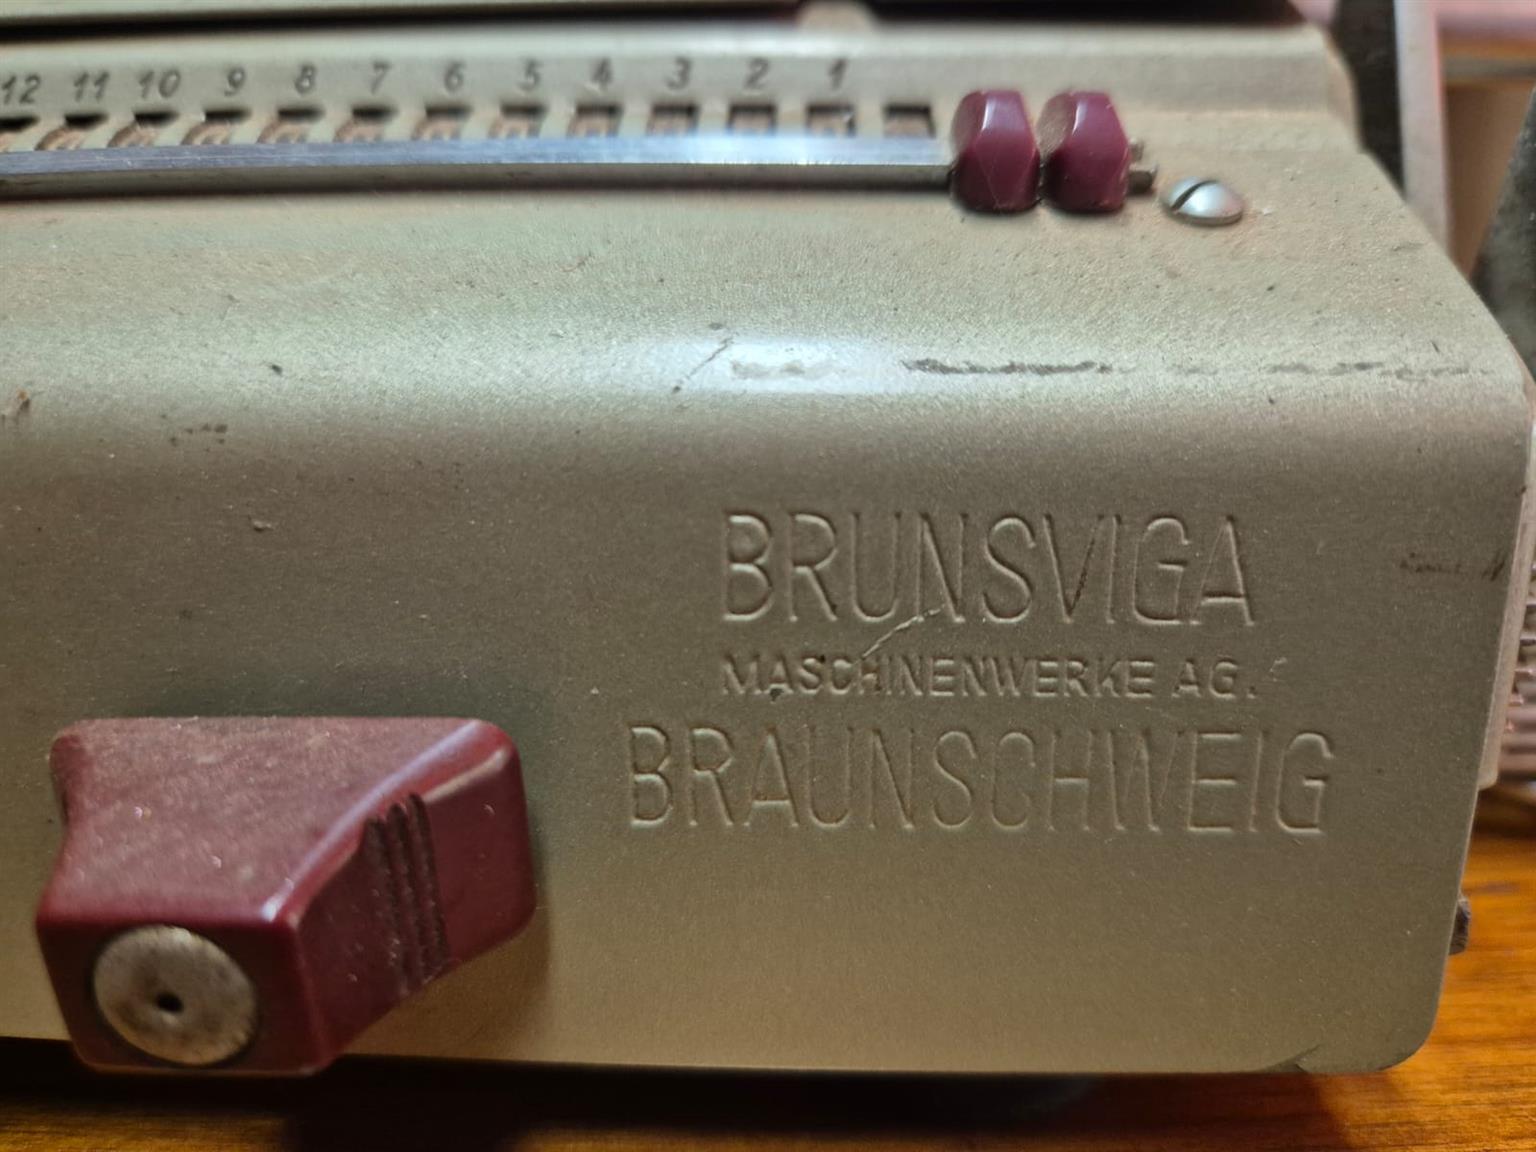 12 11 10 9 8 7 6 5 4 3 2 1
BRUNSVIGA
MASCHINENWERKE AG.
BRAUNSCHWEIG